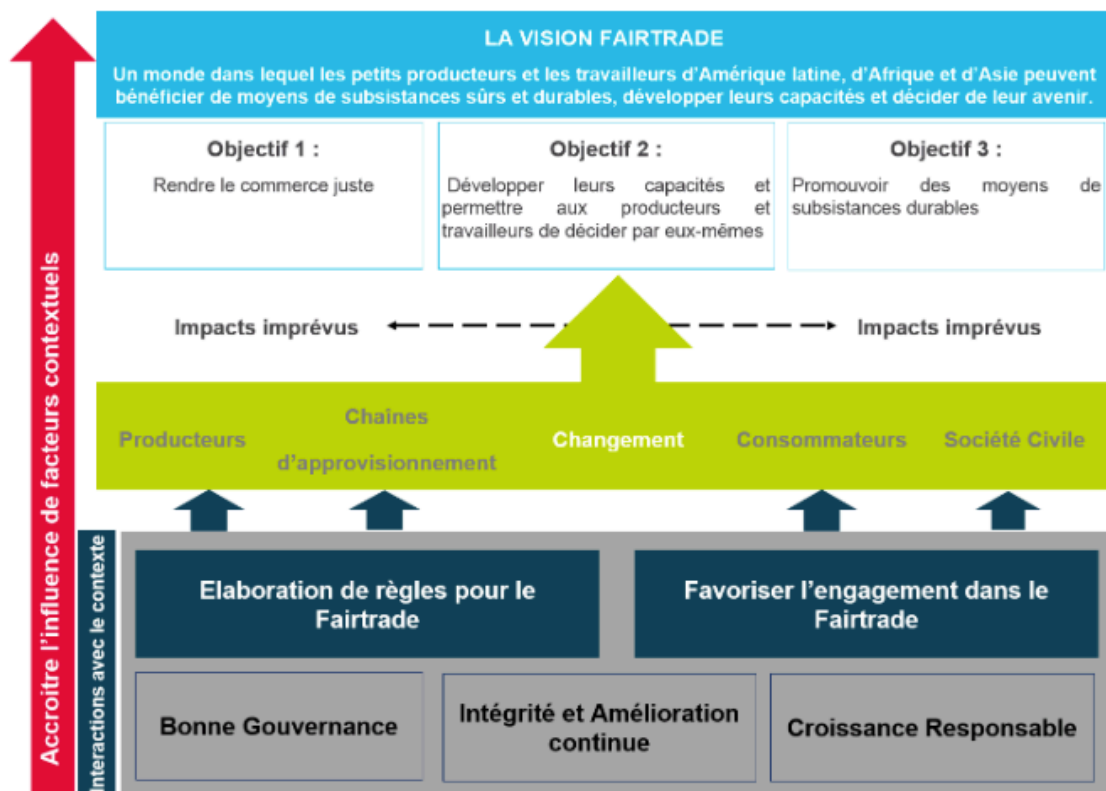 LA VISION FAIRTRADE
Un monde dans lequel les petits producteurs et les travailleurs d'Amérique latine, d'Afrique et d'Asie peuvent
bénéficier de moyens de subsistances sûrs et durables, développer leurs capacités et décider de leur avenir.
Objectif 1 :
Rendre le commerce juste
Objectif 2 :
Développer leurs capacités et
permettre aux producteurs et
travailleurs de décider par eux-mêmes
Objectif 3 :
Promouvoir des moyens de
subsistances durables
Impacts imprévus
Impacts imprévus
Producteurs
Chaînes
d'approvisionnement
Changement
Consommateurs
Société Civile
Elaboration de règles pour le
Fairtrade
Favoriser l'engagement dans le
Fairtrade
Bonne Gouvernance
Intégrité et Amélioration
continue
Croissance Responsable
Accroitre l'influence de facteurs contextuels
Interactions avec le contexte